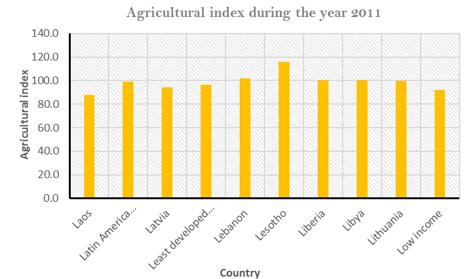 Agricultural index during the year 2011
Agricultural index
140.0
120.0
100.0
80.0
60.0
40.0
20.0
0.0
Laos
Latin America...
Latvia
Least developed...
Lebanon
Lesotho
Liberia
Libya
Lithuania
Low income
Country